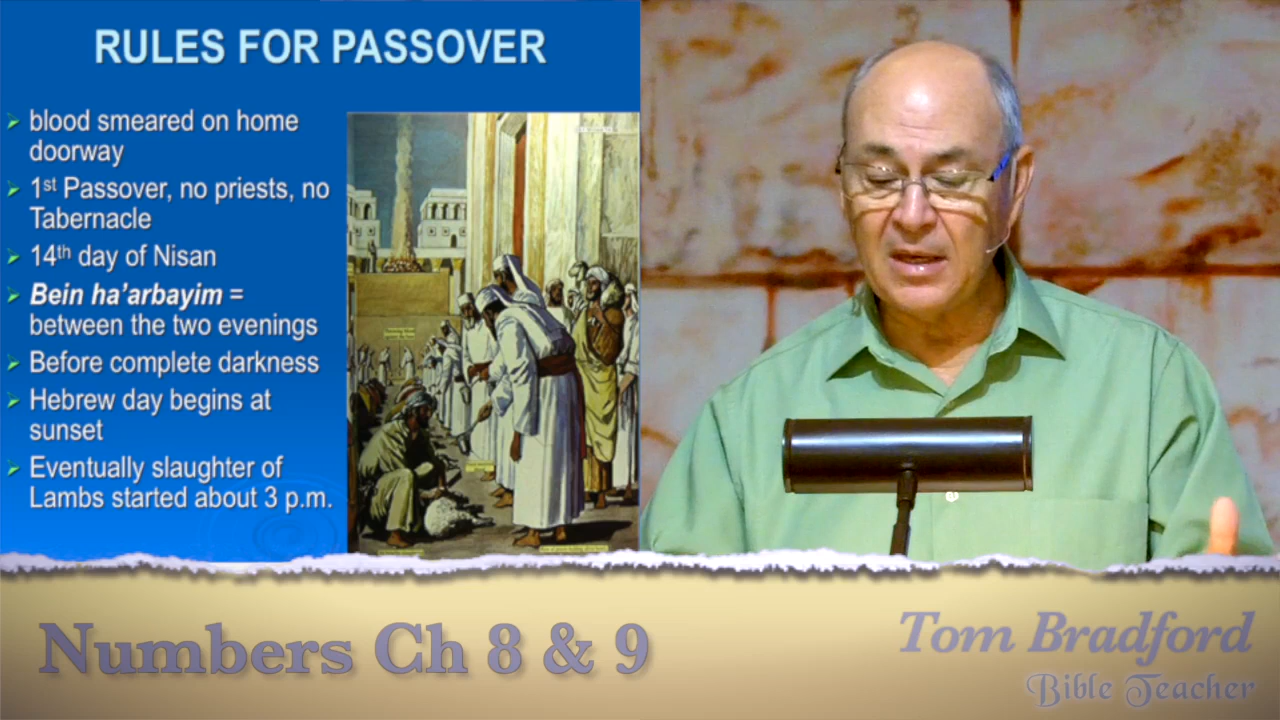 RULES FOR PASSOVER
➢ blood smeared on home
doorway
➢ 1st Passover, no priests, no
Tabernacle
➢ 14th day of Nisan
➢ Bein ha’arbayim =
between the two evenings
➢ Before complete darkness
➢ Hebrew day begins at
sunset
➢ Eventually slaughter of
Lambs started about 3 p.m.
Numbers Ch 8 & 9
Tom Bradford
Bible Teacher